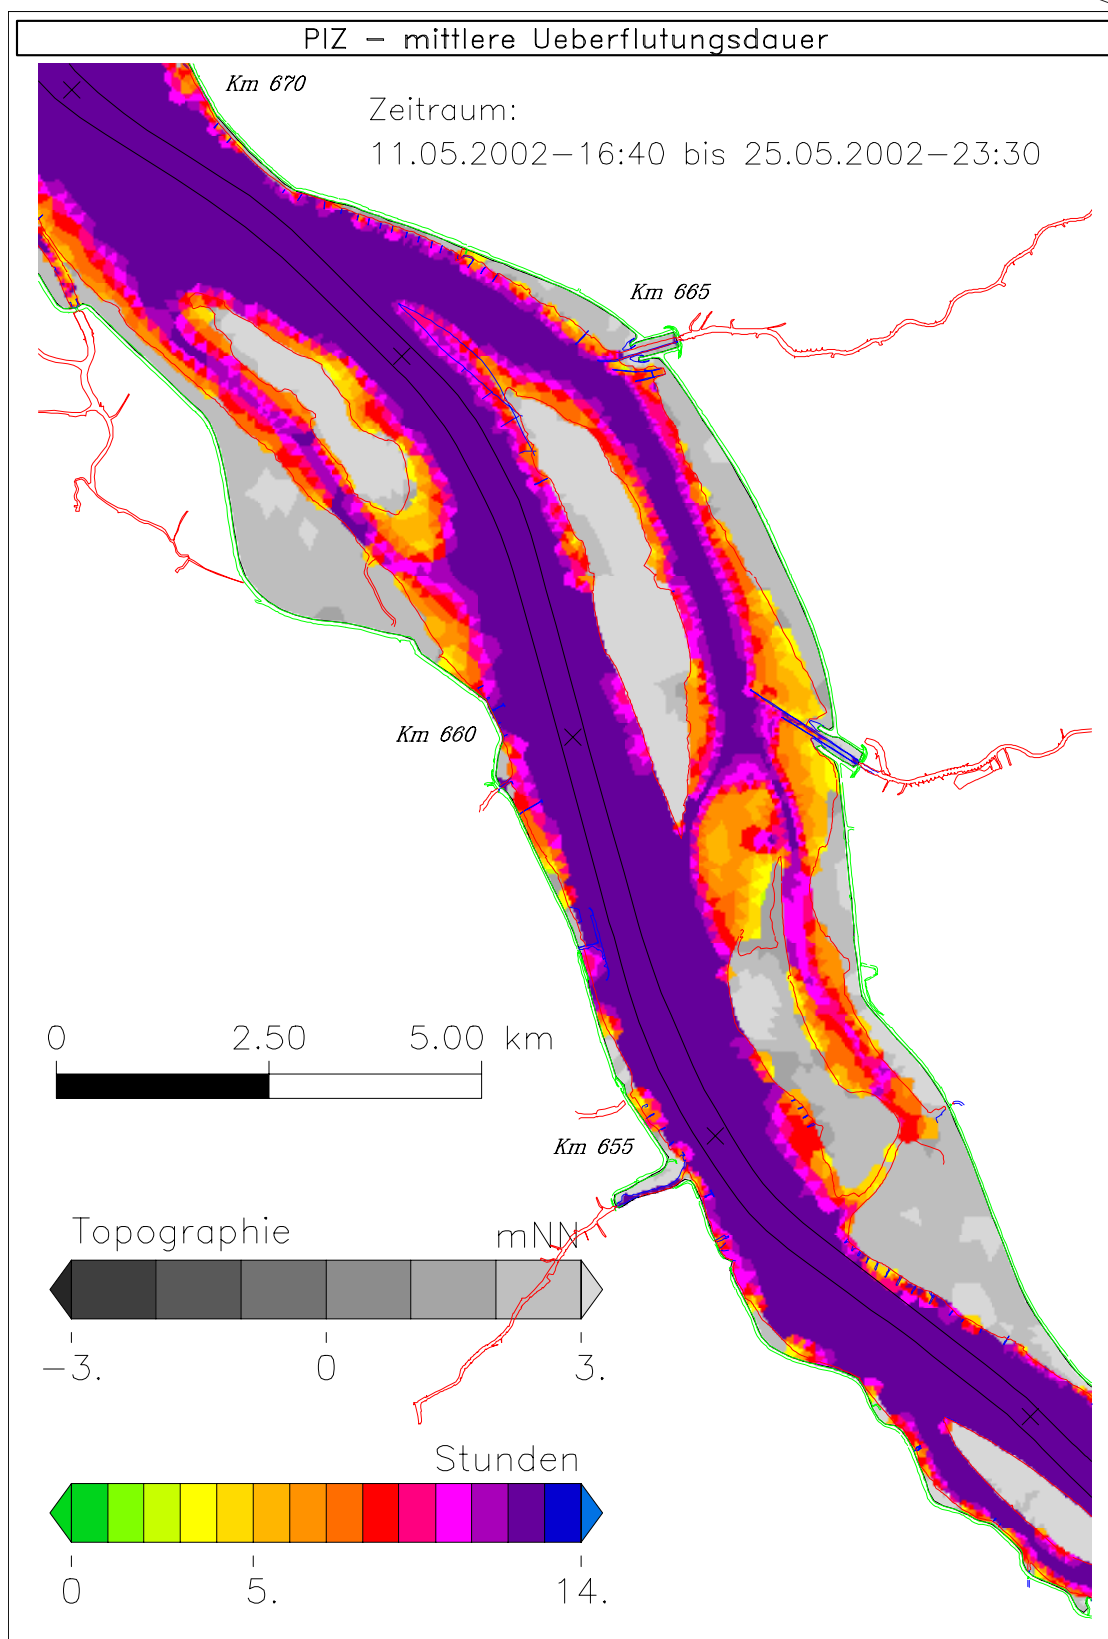 PIZ – mittlere Ueberflutungsdauer
Km 670
Zeitraum:
11.05.2002–16:40 bis 25.05.2002–23:30
Km 665
Km 660
0 2.50 5.00 km
Km 655
Topographie mNN
–3. 0 3.
Stunden
0 5. 14.